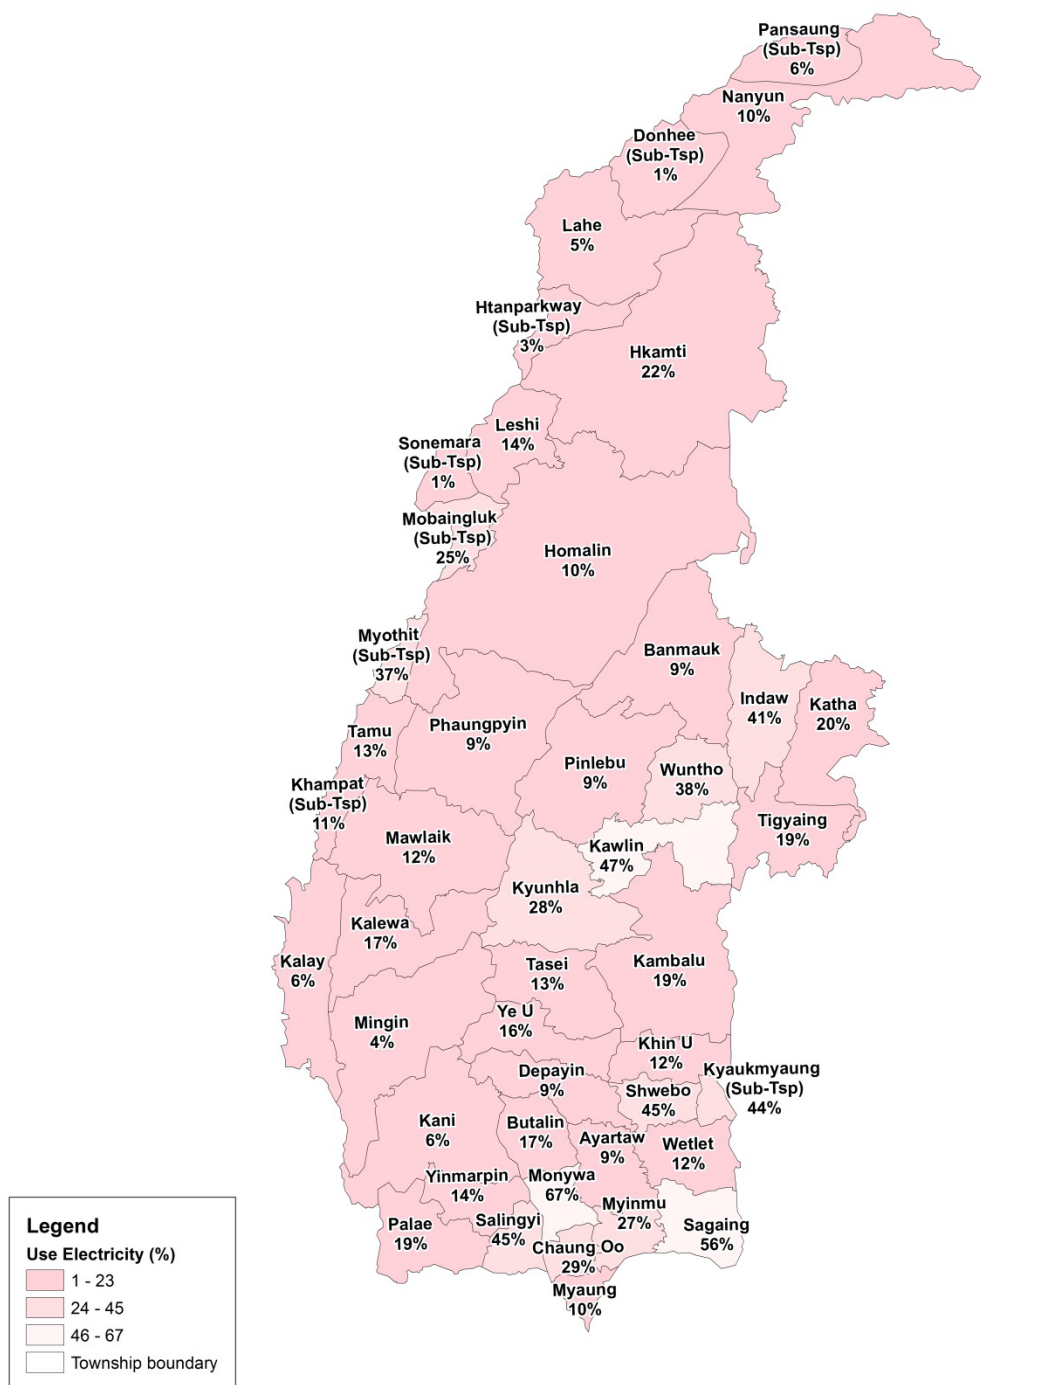 Pansaung
(Sub-Tsp)
6%
Nanyun
10%
Donhee
(Sub-Tsp)
1%
Lahe
5%
Htanparkway
(Sub-Tsp)
3%
Hkamti
22%
Leshi
14%
Sonemara
(Sub-Tsp)
1%
Mobaingluk
(Sub-Tsp)
25%
Homalin
10%
Myothit
(Sub-Tsp)
37%
Banmauk
9%
Indaw
41%
Katha
20%
Tamu
13%
Phaungpyin
9%
Pinlebu
9%
Wuntho
38%
Khampat
(Sub-Tsp)
11%
Mawlaik
12%
Kawlin
47%
Tigyaing
19%
Kyunhla
28%
Kalewa
17%
Kalay
6%
Tasei
13%
Kambalu
19%
Mingin
4%
Ye U
16%
Khin U
12%
Depayin
9%
Shwebo
45%
Kyaukmyaung
(Sub-Tsp)
44%
Kani
6%
Butalin
17%
Ayartaw
9%
Wetlet
12%
Yinmarpin
14%
Monywa
67%
Myinmu
27%
Sagaing
56%
Palae
19%
Salingyi
45%
Chaung Oo
29%
Myaung
10%
Legend
Use Electricity (%)
1 - 23
24 - 45
46 - 67
Township boundary